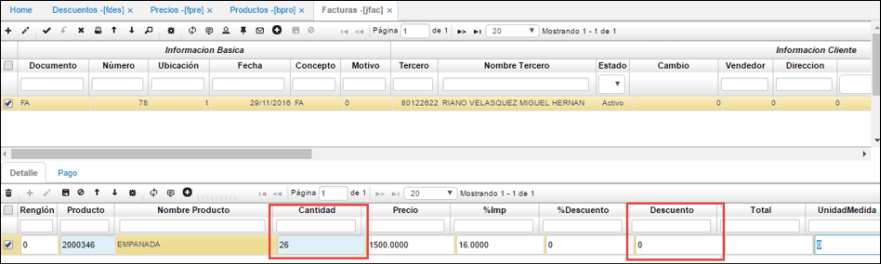 Home Descuentos -[fdes] x Precios -[fpre] x Productos -[bpro] x Facturas -[jfac] x
Página 1 de 1 20 Mostrando 1 - 1 de 1
Informacion Basica Informacion Cliente
Documento Número Ubicación Fecha Concepto Motivo Tercero Nombre Tercero Estado Cambio Vendedor Direccion
FA 78 1 29/11/2016 FA 0 80122622 RIANO VELASQUEZ MIGUEL HERNAN Activo 0 0 0
Detalle Pago
Página 1 de 1 20 Mostrando 1 - 1 de 1
Renglón Producto Nombre Producto Cantidad Precio %Imp %Descuento Descuento Total UnidadMedida
0 2000346 EMPANADA 26 1500.0000 16.0000 0 0 0